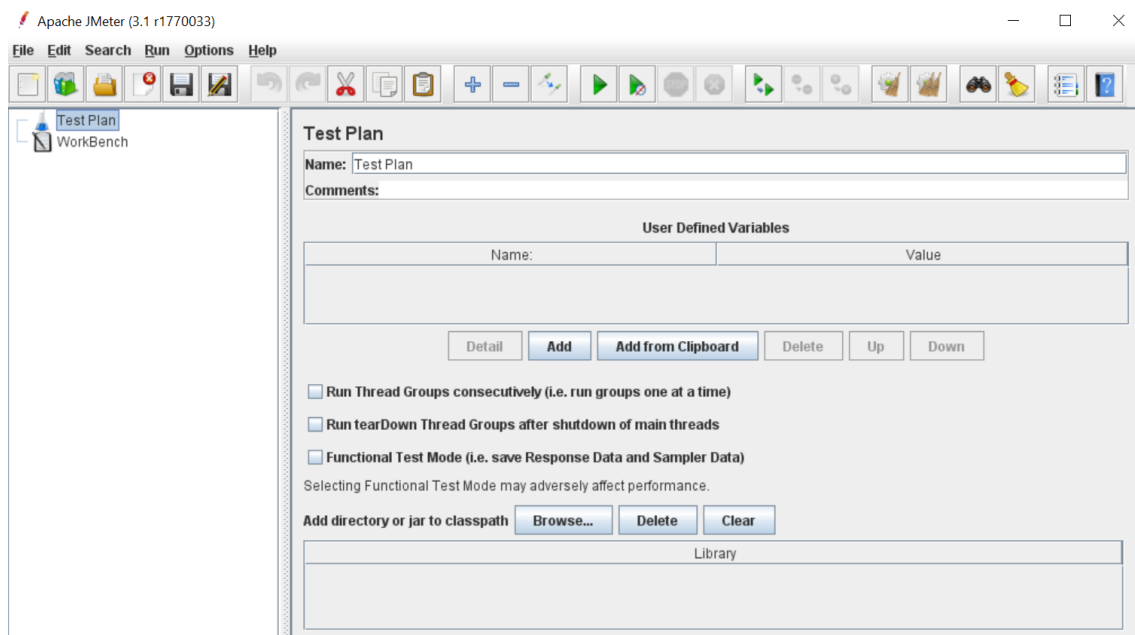 Apache JMeter (3.1 r1770033)
File Edit Search Run Options Help
Test Plan
WorkBench
Test Plan
Name: Test Plan
Comments:
User Defined Variables
Name: Value
Detail Add Add from Clipboard Delete Up Down
Run Thread Groups consecutively (i.e. run groups one at a time)
Run tearDown Thread Groups after shutdown of main threads
Functional Test Mode (i.e. save Response Data and Sampler Data)
Selecting Functional Test Mode may adversely affect performance.
Add directory or jar to classpath Browse... Delete Clear
Library